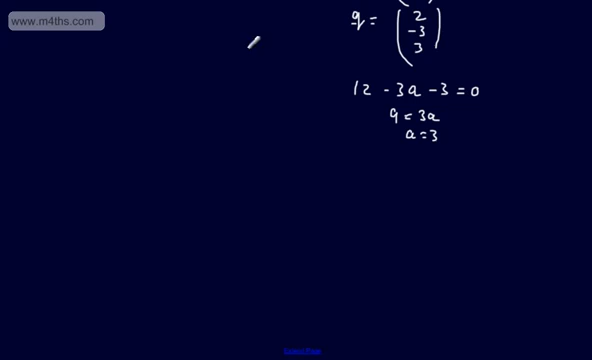 www.m4ths.com
q = ( 2
-3
3 )
12 - 3a - 3 = 0
9 = 3a
a = 3